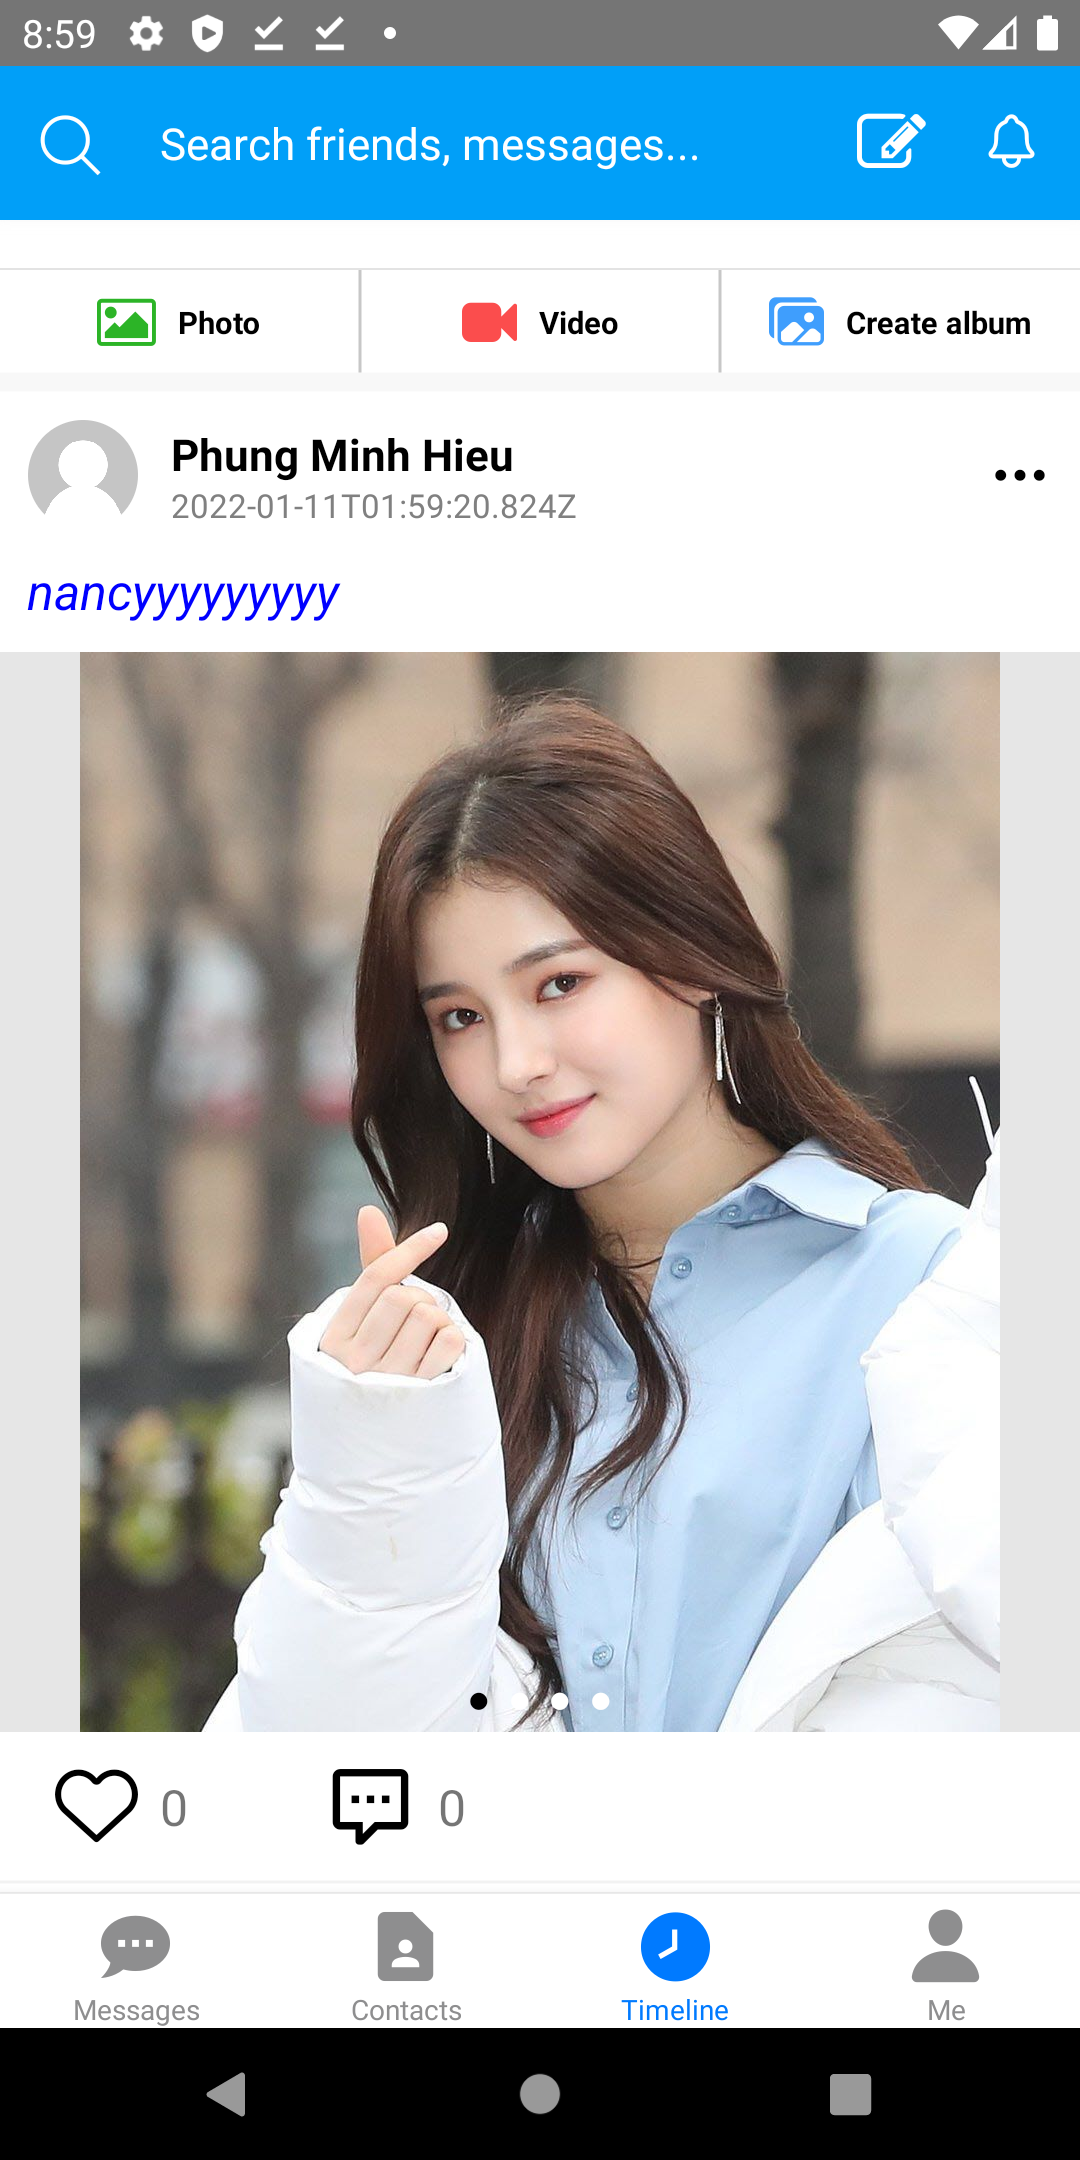 8:59
Search friends, messages...
Photo
Video
Create album
Phung Minh Hieu
2022-01-11T01:59:20.824Z
nancyyyyyyyyy
0
0
Messages
Contacts
Timeline
Me